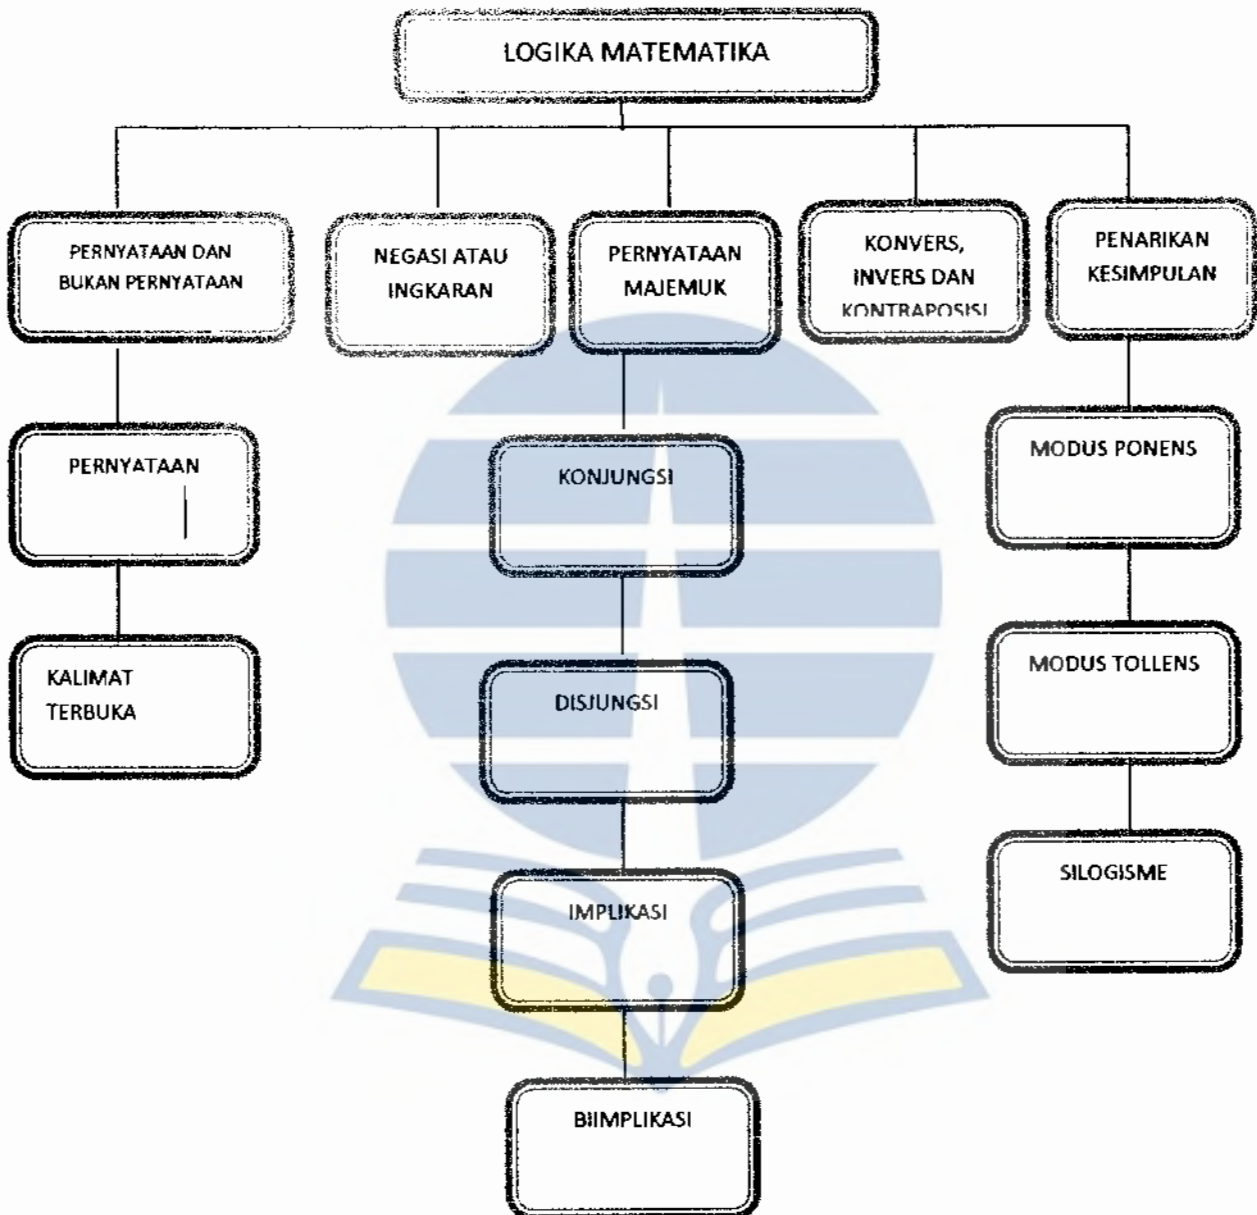 LOGIKA MATEMATIKA
PERNYATAAN DAN
BUKAN PERNYATAAN
NEGASI ATAU
INGKARAN
PERNYATAAN
MAJEMUK
KONVERS,
INVERS DAN
KONTRAPOSISI
PENARIKAN
KESIMPULAN
PERNYATAAN
KALIMAT
TERBUKA
KONJUNGSI
DISJUNGSI
IMPLIKASI
BIIMPLIKASI
MODUS PONENS
MODUS TOLLENS
SILOGISME